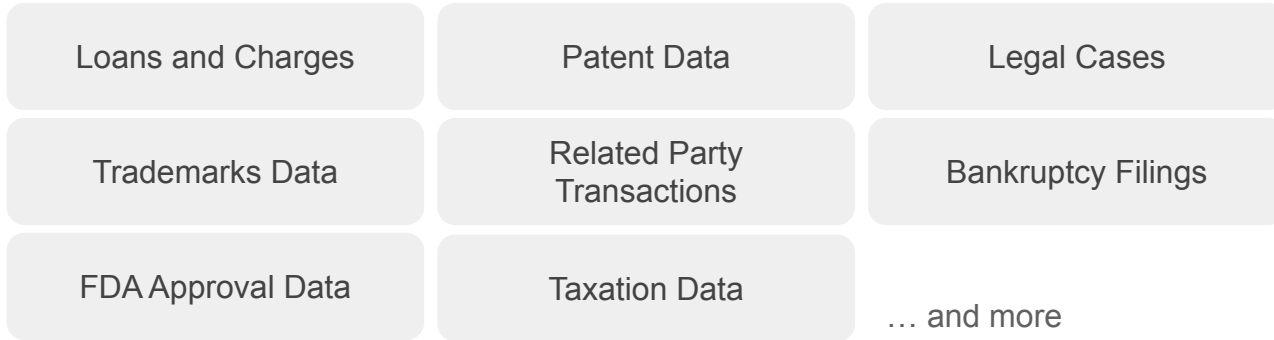 Loans and Charges
Patent Data
Legal Cases
Trademarks Data
Related Party
Transactions
Bankruptcy Filings
FDA Approval Data
Taxation Data
… and more